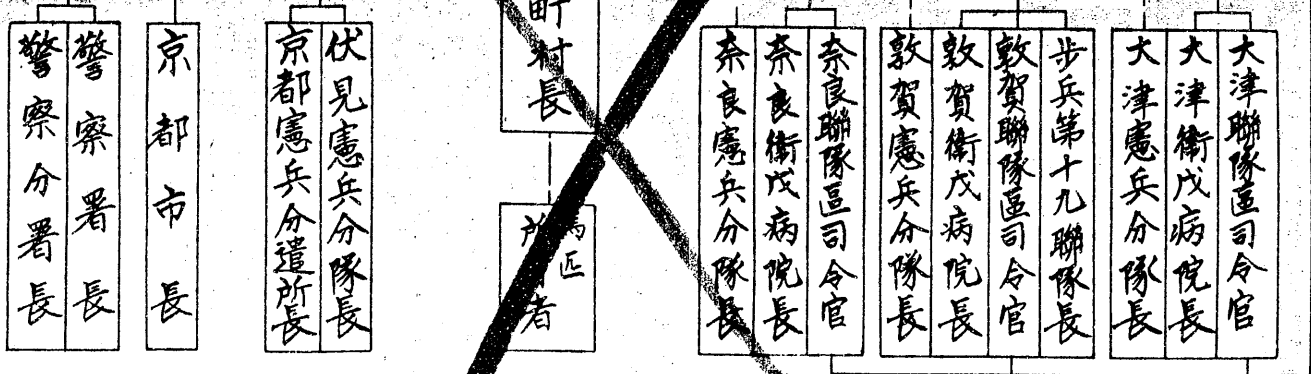 大津聯隊區司令官
大津衛戍病院長
大津憲兵分隊長
步兵第十九聯隊長
敦賀聯隊區司令官
敦賀衛戍病院長
敦賀憲兵分隊長
奈良聯隊區司令官
奈良衛戍病院長
奈良憲兵分隊長
町村長
馬匹
所者
伏見憲兵分隊長
京都憲兵分遣所長
京都市長
警察署長
警察分署長